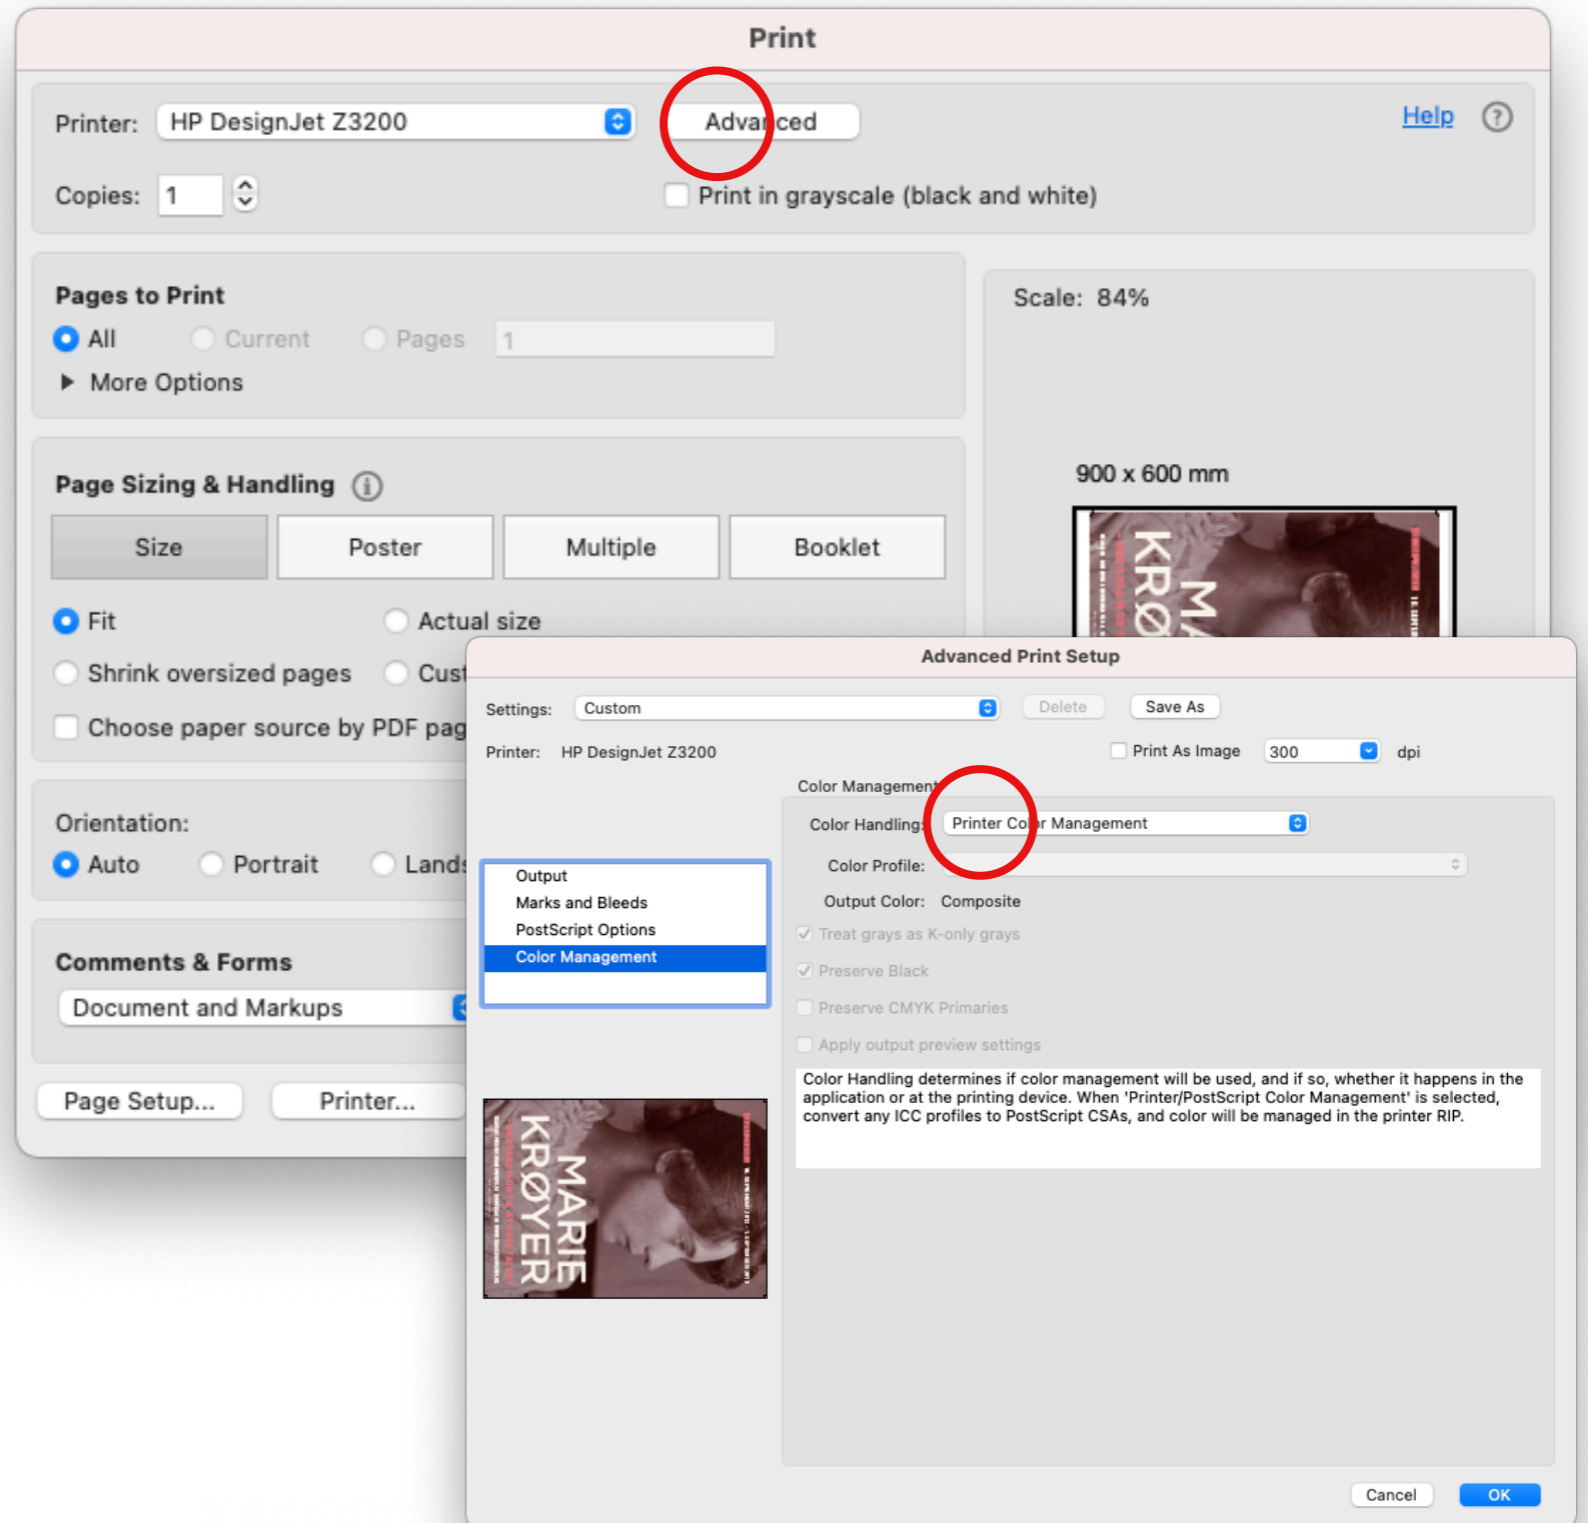 Print
Printer: HP DesignJet Z3200 Advanced Help ?
Copies: 1 Print in grayscale (black and white)
Pages to Print
All Current Pages 1
More Options
Scale: 84%
900 x 600 mm
KRØ
MA
Page Sizing & Handling i
Size Poster Multiple Booklet
Fit Actual size
Shrink oversized pages Cust
Choose paper source by PDF pag
Orientation:
Auto Portrait Lands
Comments & Forms
Document and Markups
Page Setup... Printer...
Advanced Print Setup
Settings: Custom Delete Save As
Printer: HP DesignJet Z3200 Print As Image 300 dpi
Color Management
Color Handling: Printer Color Management
Color Profile:
Output Color: Composite
Treat grays as K-only grays
Preserve Black
Preserve CMYK Primaries
Apply output preview settings
Color Handling determines if color management will be used, and if so, whether it happens in the
application or at the printing device. When 'Printer/PostScript Color Management' is selected,
convert any ICC profiles to PostScript CSAs, and color will be managed in the printer RIP.
Output
Marks and Bleeds
PostScript Options
Color Management
MARIE
KRØYER
Cancel OK